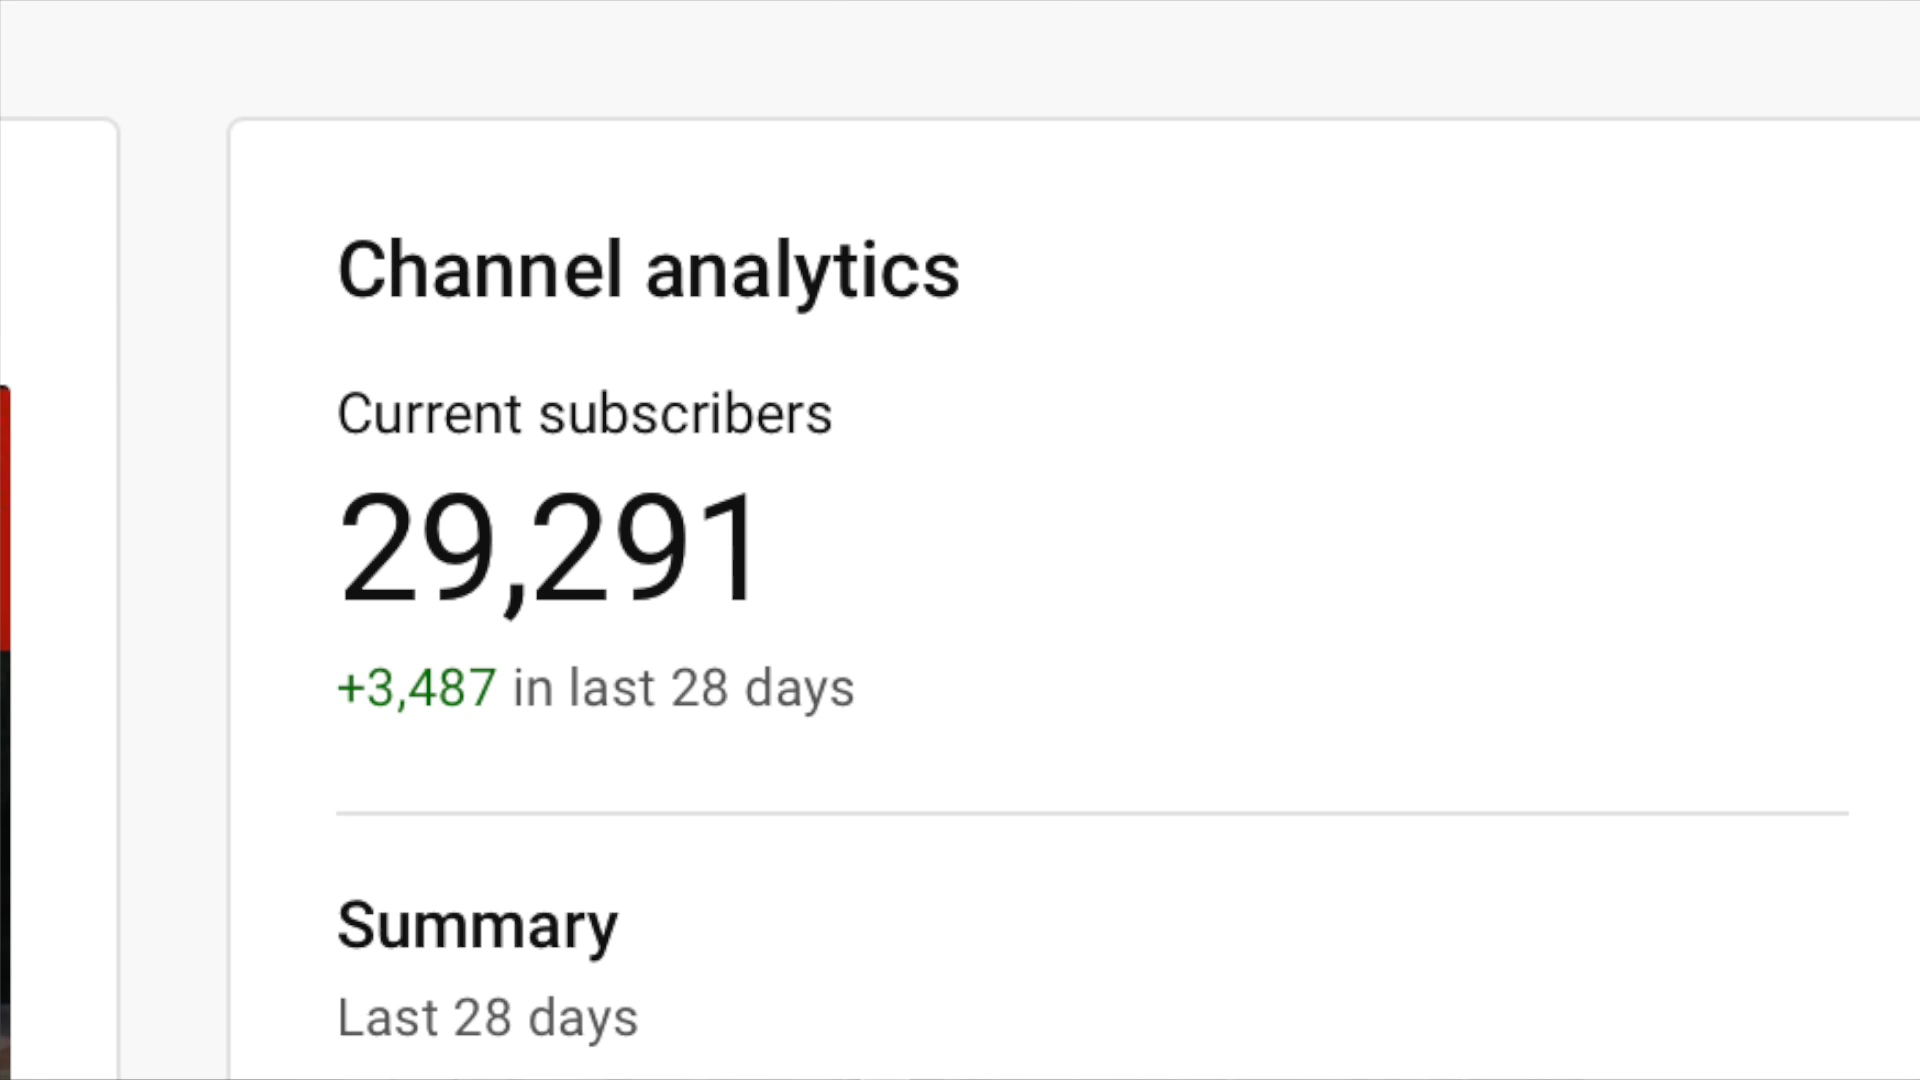 Channel analytics
Current subscribers
29,291
+3,487 in last 28 days
Summary
Last 28 days